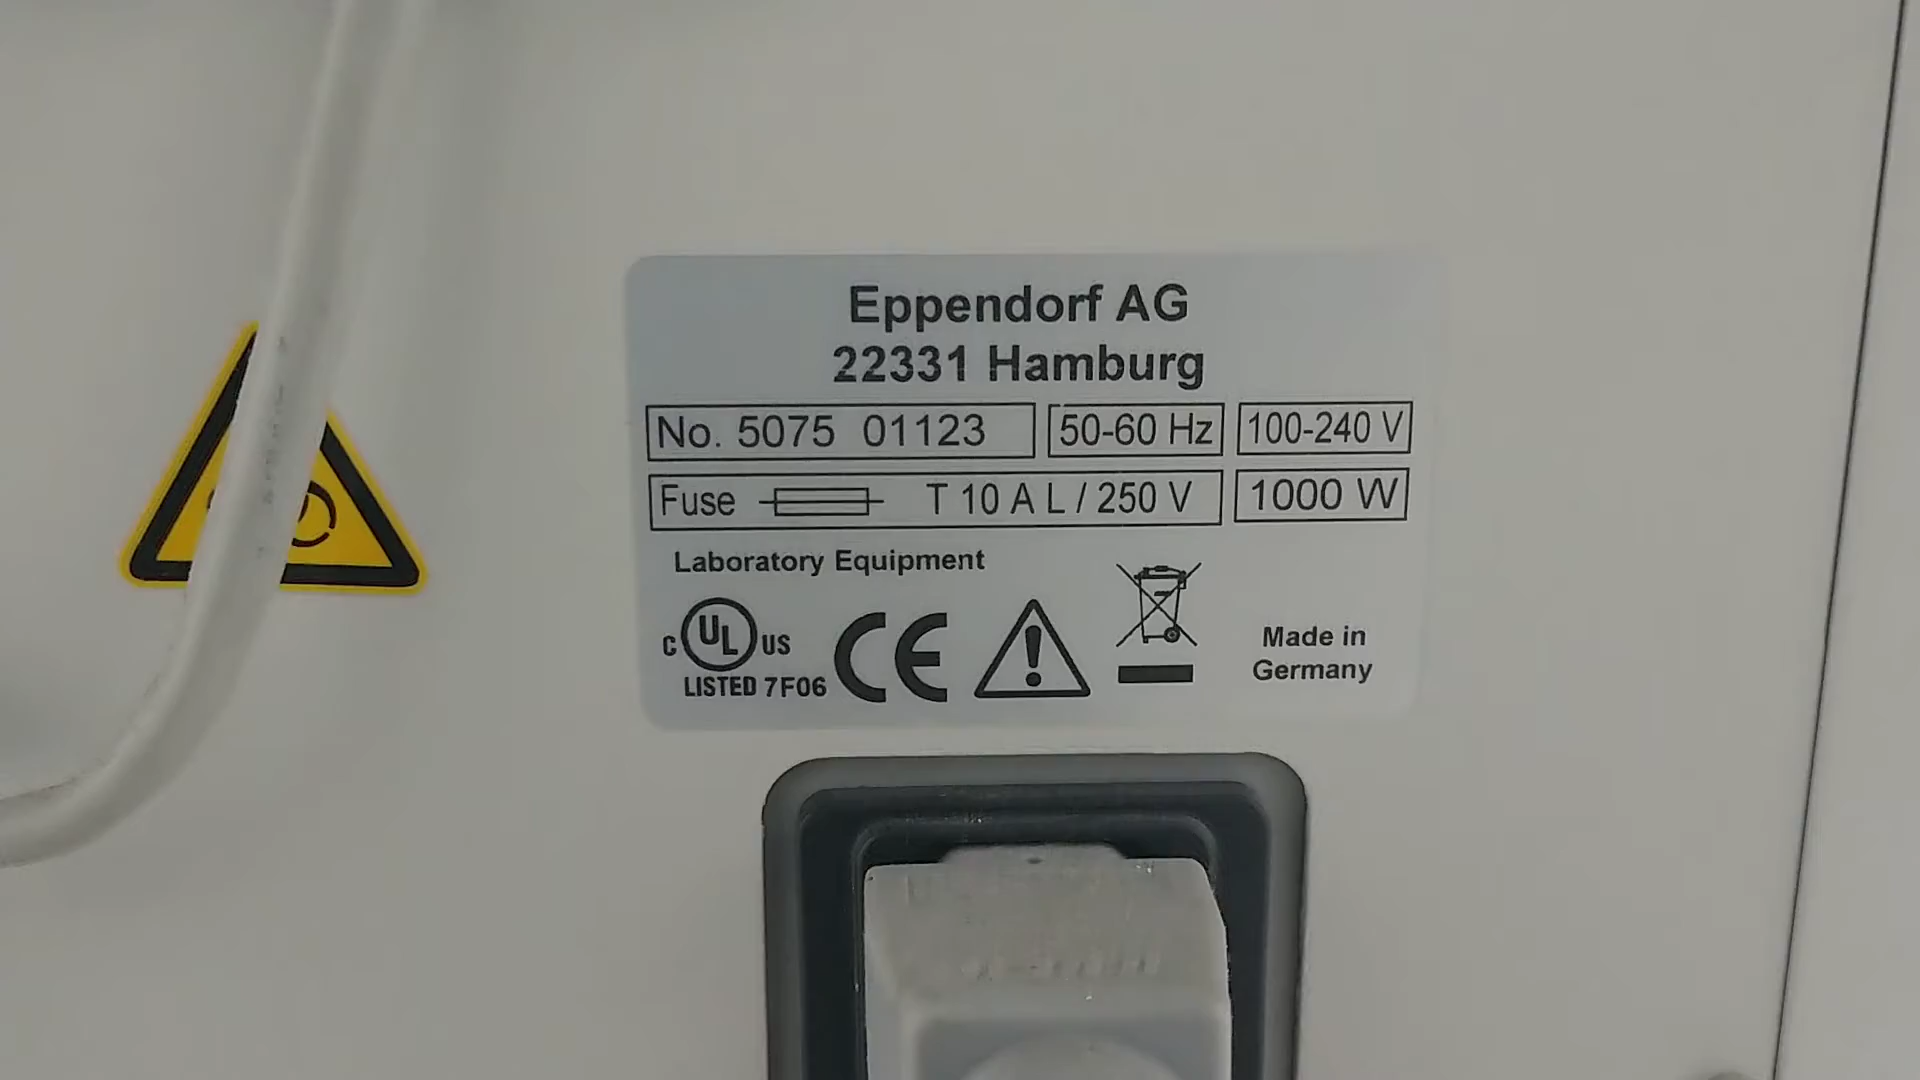 Eppendorf AG
22331 Hamburg
No. 5075 01123 50-60 Hz 100-240 V
Fuse T 10 A L / 250 V 1000 W
Laboratory Equipment
C UL US CE
LISTED 7F06
Made in
Germany